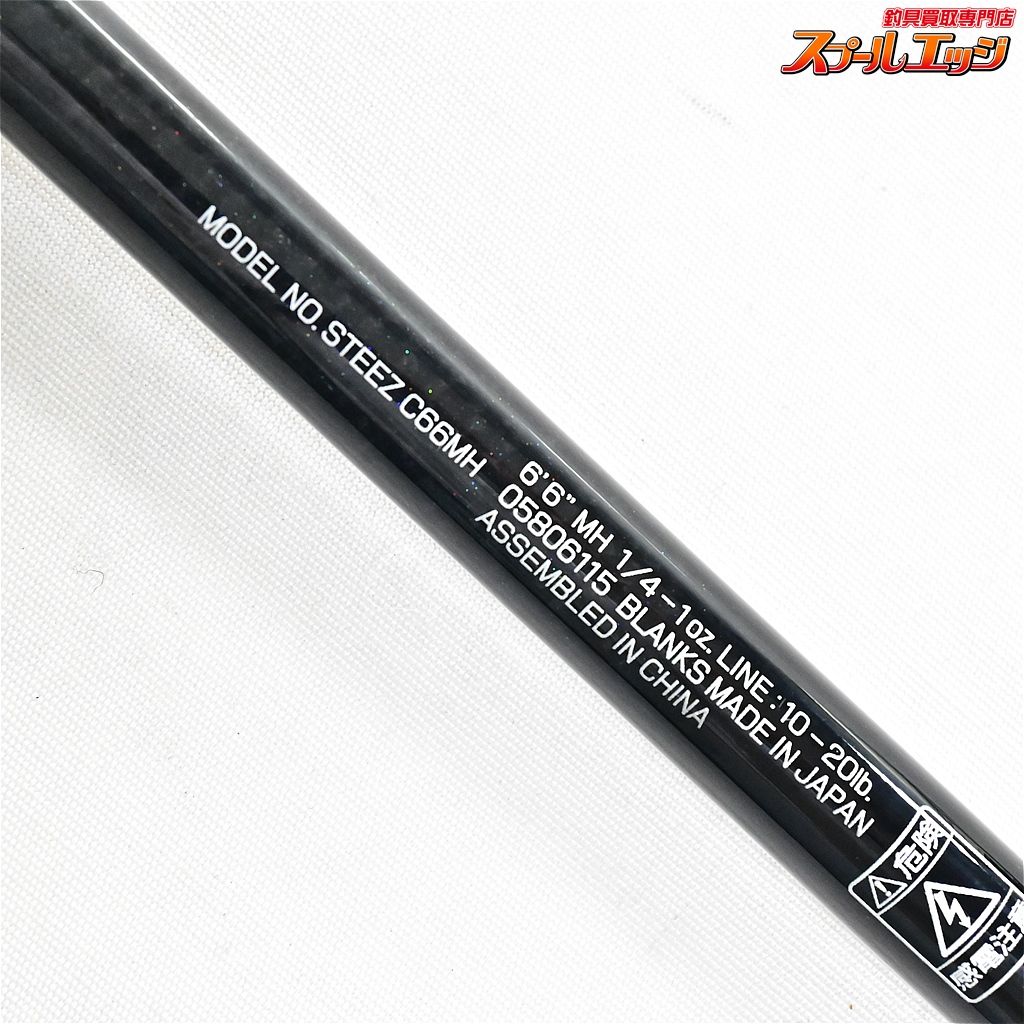 釣具買取専門店
スプールエッジ
MODEL NO. STEEZ C66MH
6'6" MH 1/4-1oz. LINE:10-20lb.
05806115 BLANKS MADE IN JAPAN
ASSEMBLED IN CHINA
危険
感電注意